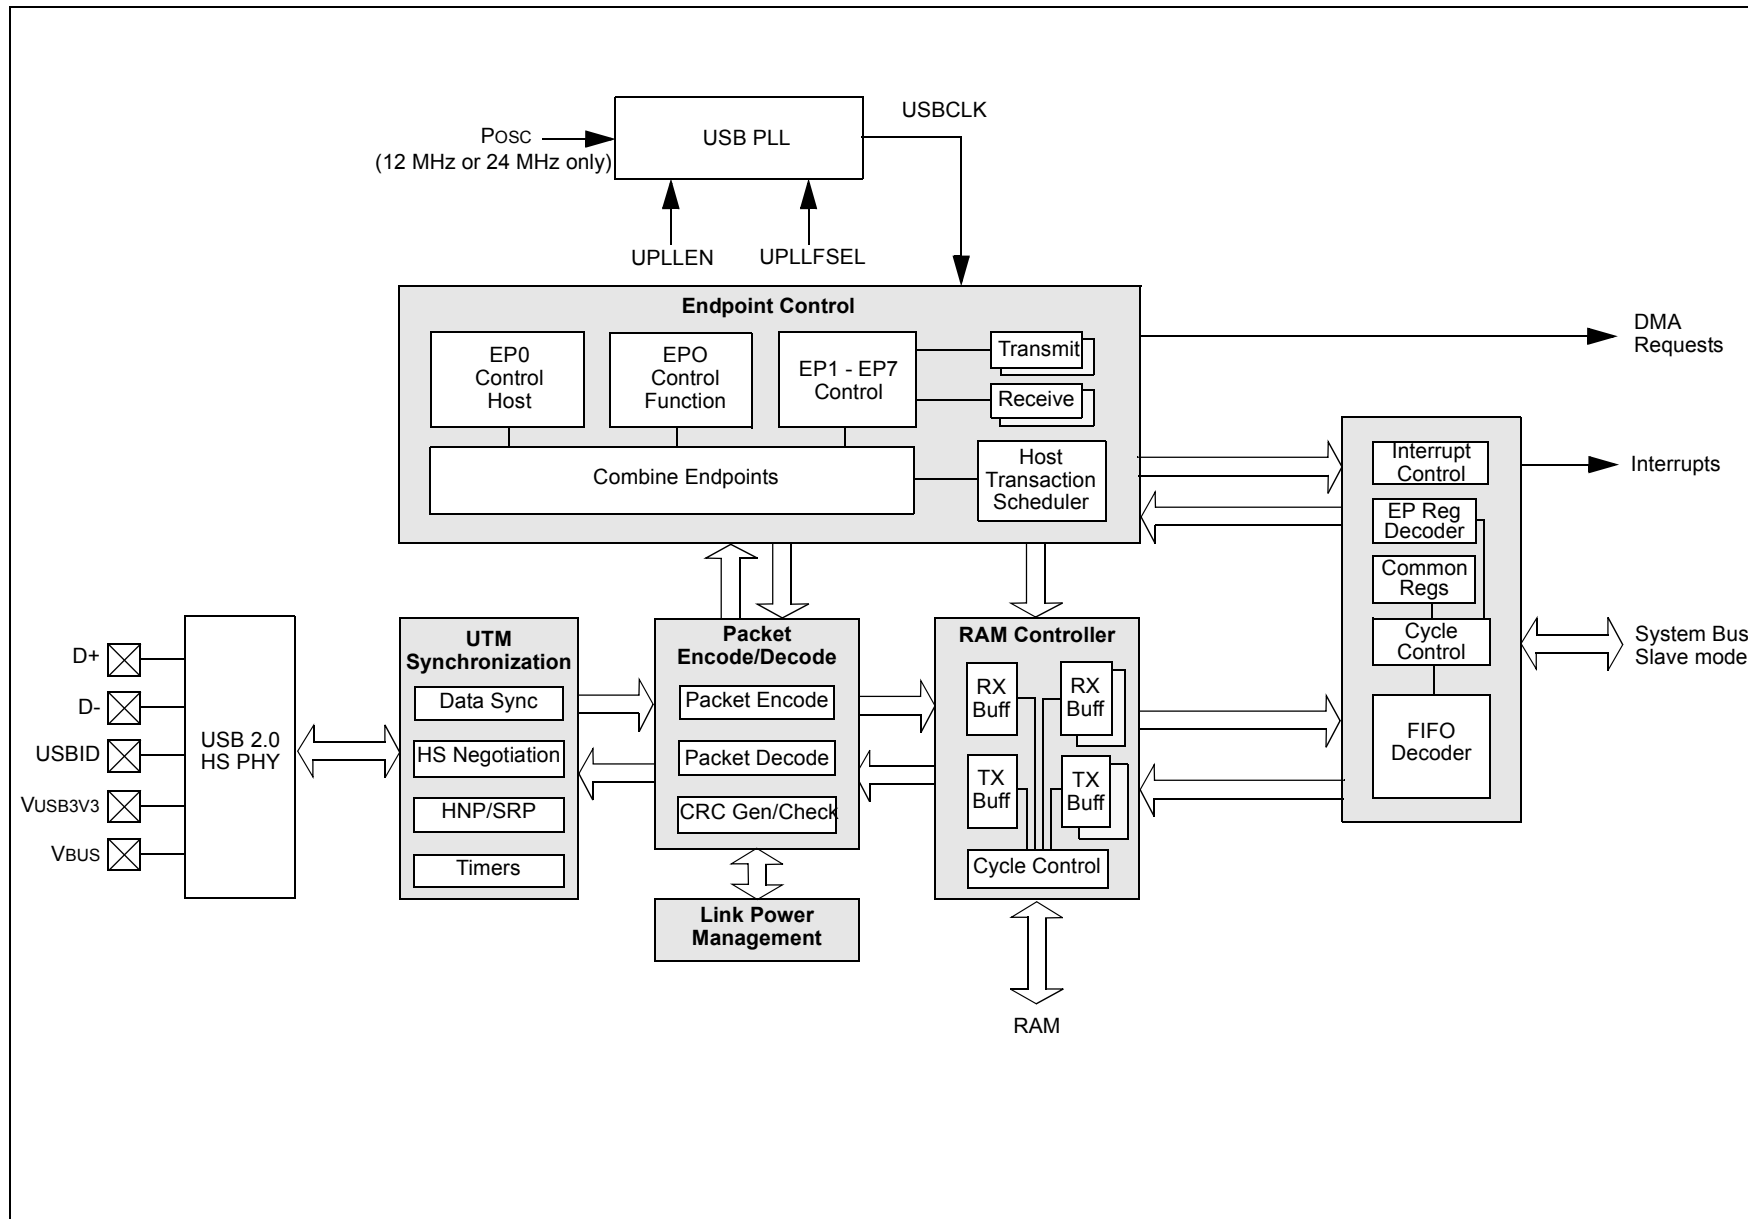 USBCLK
POSC
(12 MHz or 24 MHz only)
USB PLL
UPLLEN
UPLLFSEL
Endpoint Control
EP0
Control
Host
EPO
Control
Function
EP1 - EP7
Control
Transmit
Receive
Combine Endpoints
Host
Transaction
Scheduler
DMA
Requests
Interrupt
Control
Interrupts
EP Reg
Decoder
Common
Regs
Cycle
Control
FIFO
Decoder
System Bus
Slave mode
D+
D-
USBID
VUSB3V3
VBUS
USB 2.0
HS PHY
UTM
Synchronization
Data Sync
HS Negotiation
HNP/SRP
Timers
Packet
Encode/Decode
Packet Encode
Packet Decode
CRC Gen/Check
Link Power
Management
RAM Controller
RX
Buff
RX
Buff
TX
Buff
TX
Buff
Cycle Control
RAM